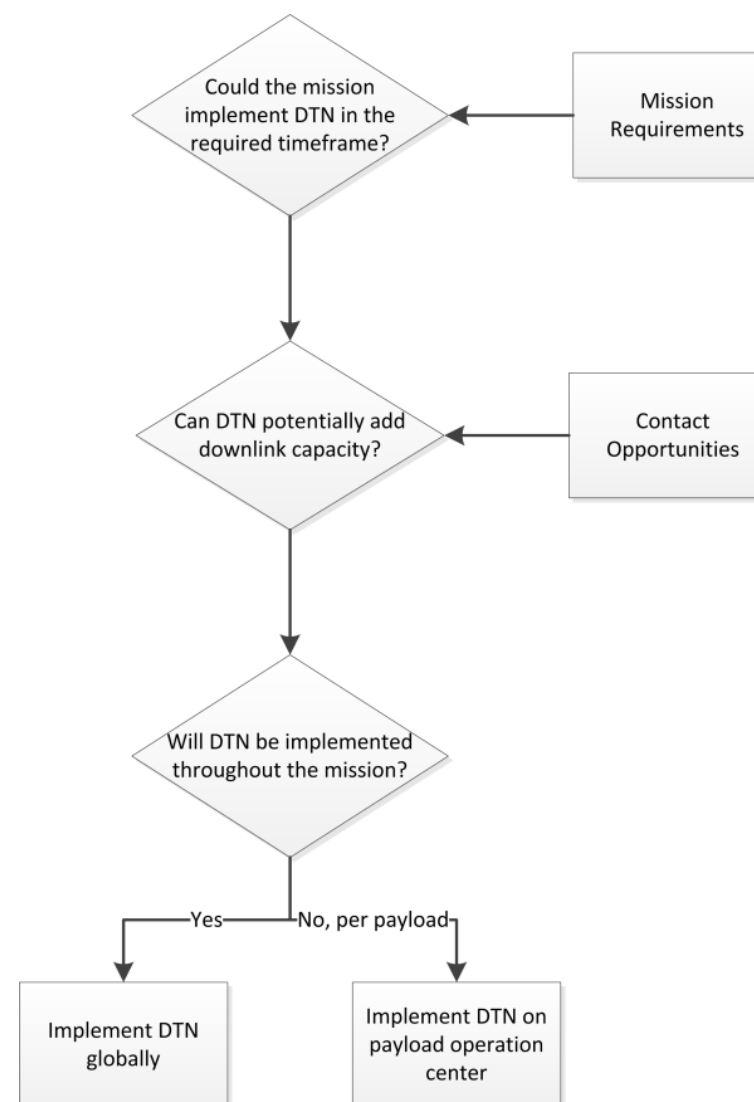 Could the mission
implement DTN in the
required timeframe?
Mission
Requirements
Can DTN potentially add
downlink capacity?
Contact
Opportunities
Will DTN be implemented
throughout the mission?
Yes
No, per payload
Implement DTN
globally
Implement DTN on
payload operation
center